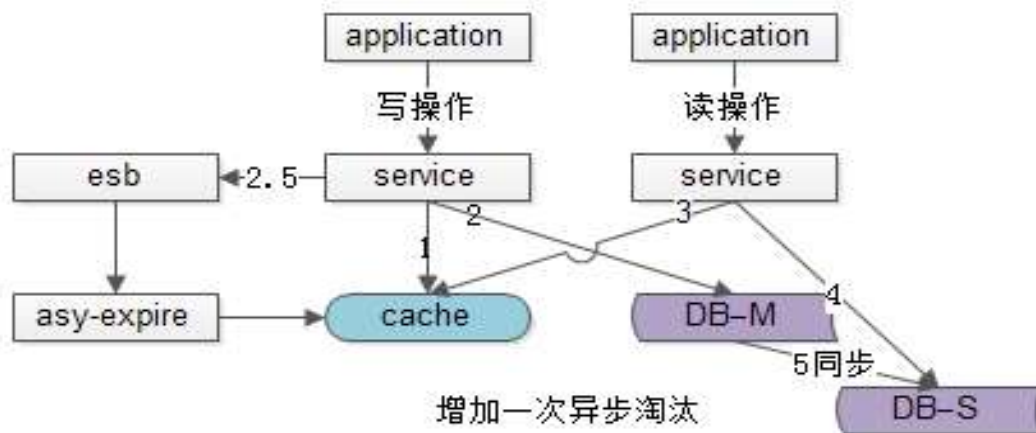 application
application
写操作
读操作
esb
2.5
service
service
2
3
1
4
asy-expire
cache
DB-M
5同步
增加一次异步淘汰
DB-S